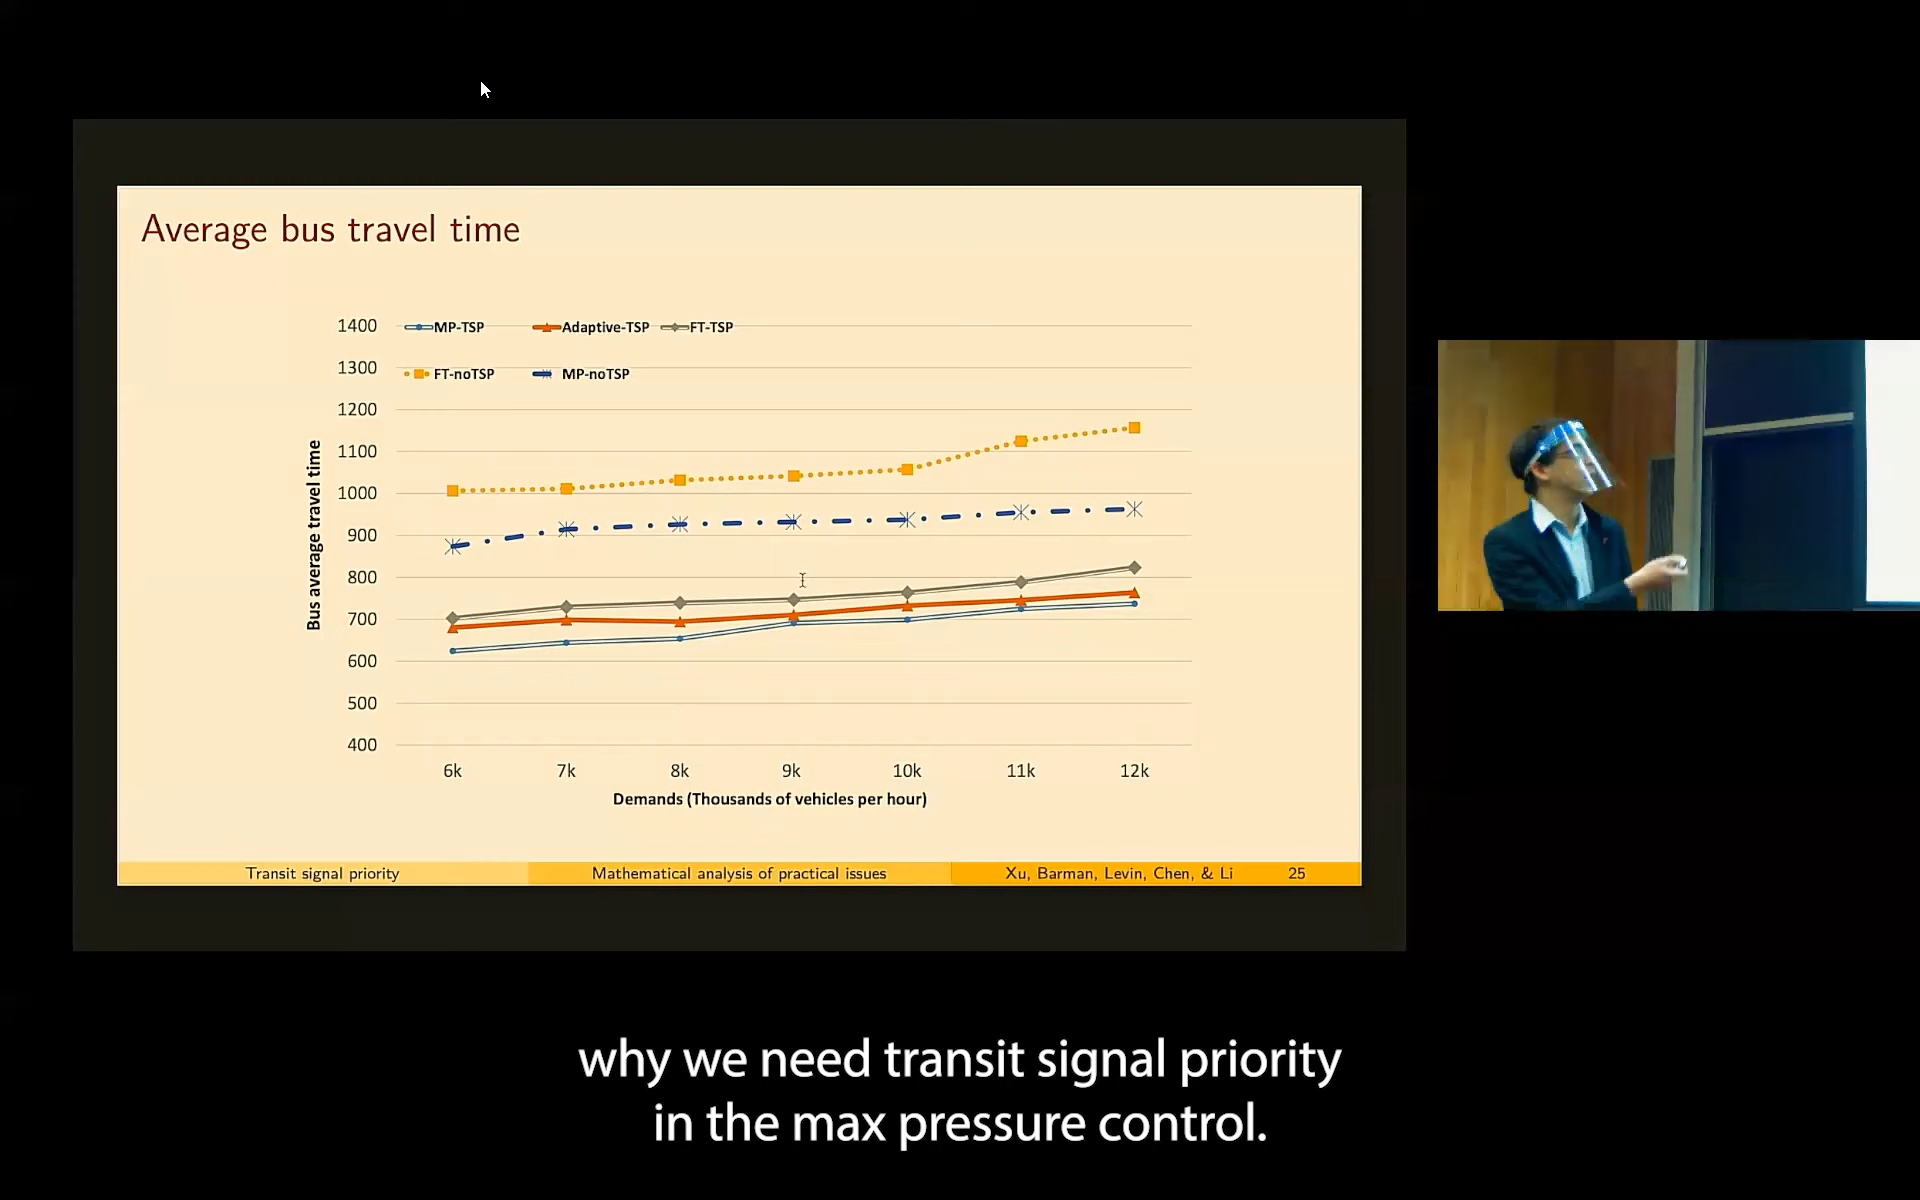 Average bus travel time
1400
1300
1200
1100
1000
900
800
700
600
500
400
MP-TSP
Adaptive-TSP
FT-TSP
FT-noTSP
MP-noTSP
Bus average travel time
6k
7k
8k
9k
10k
11k
12k
Demands (Thousands of vehicles per hour)
Transit signal priority
Mathematical analysis of practical issues
Xu, Barman, Levin, Chen, & Li
25
why we need transit signal priority
in the max pressure control.